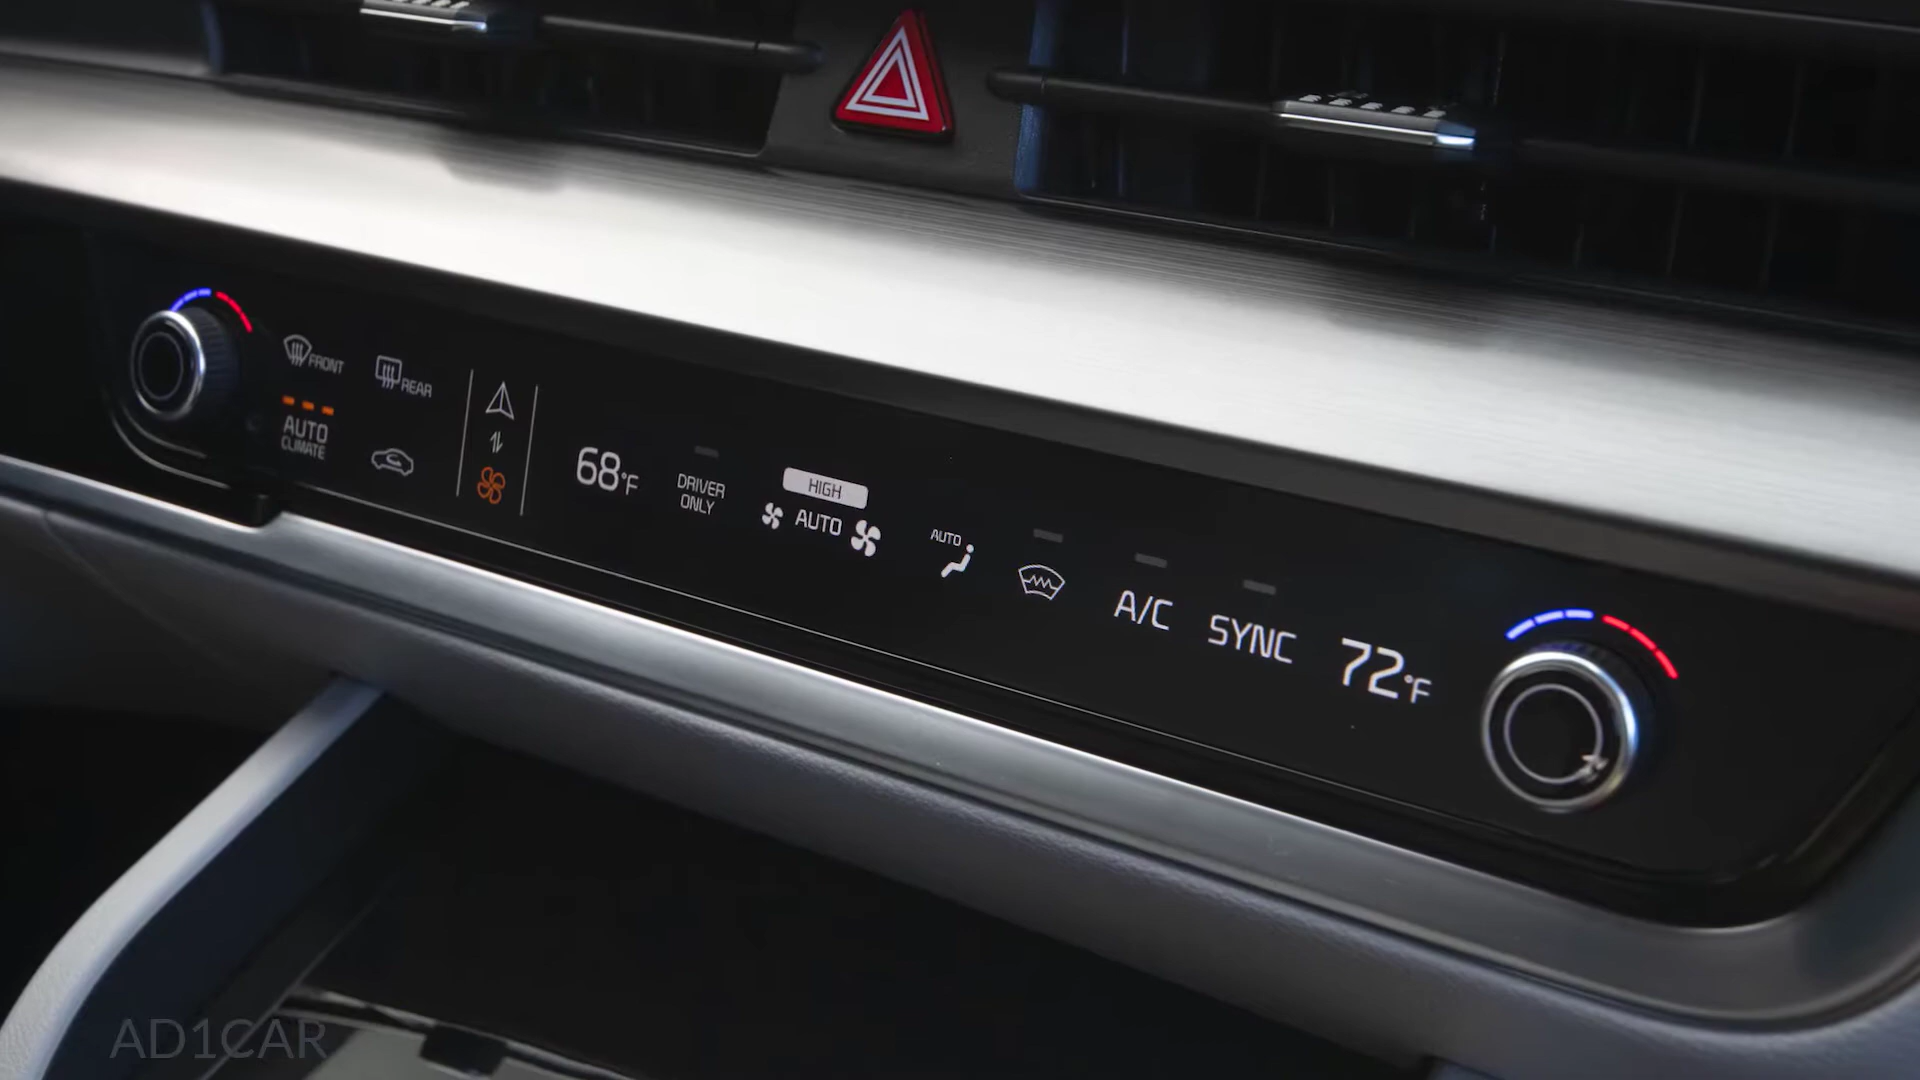 FRONT
REAR
AUTO
CLIMATE
68°F
DRIVER
ONLY
HIGH
AUTO
AUTO
A/C
SYNC
72°F
AD1CAR